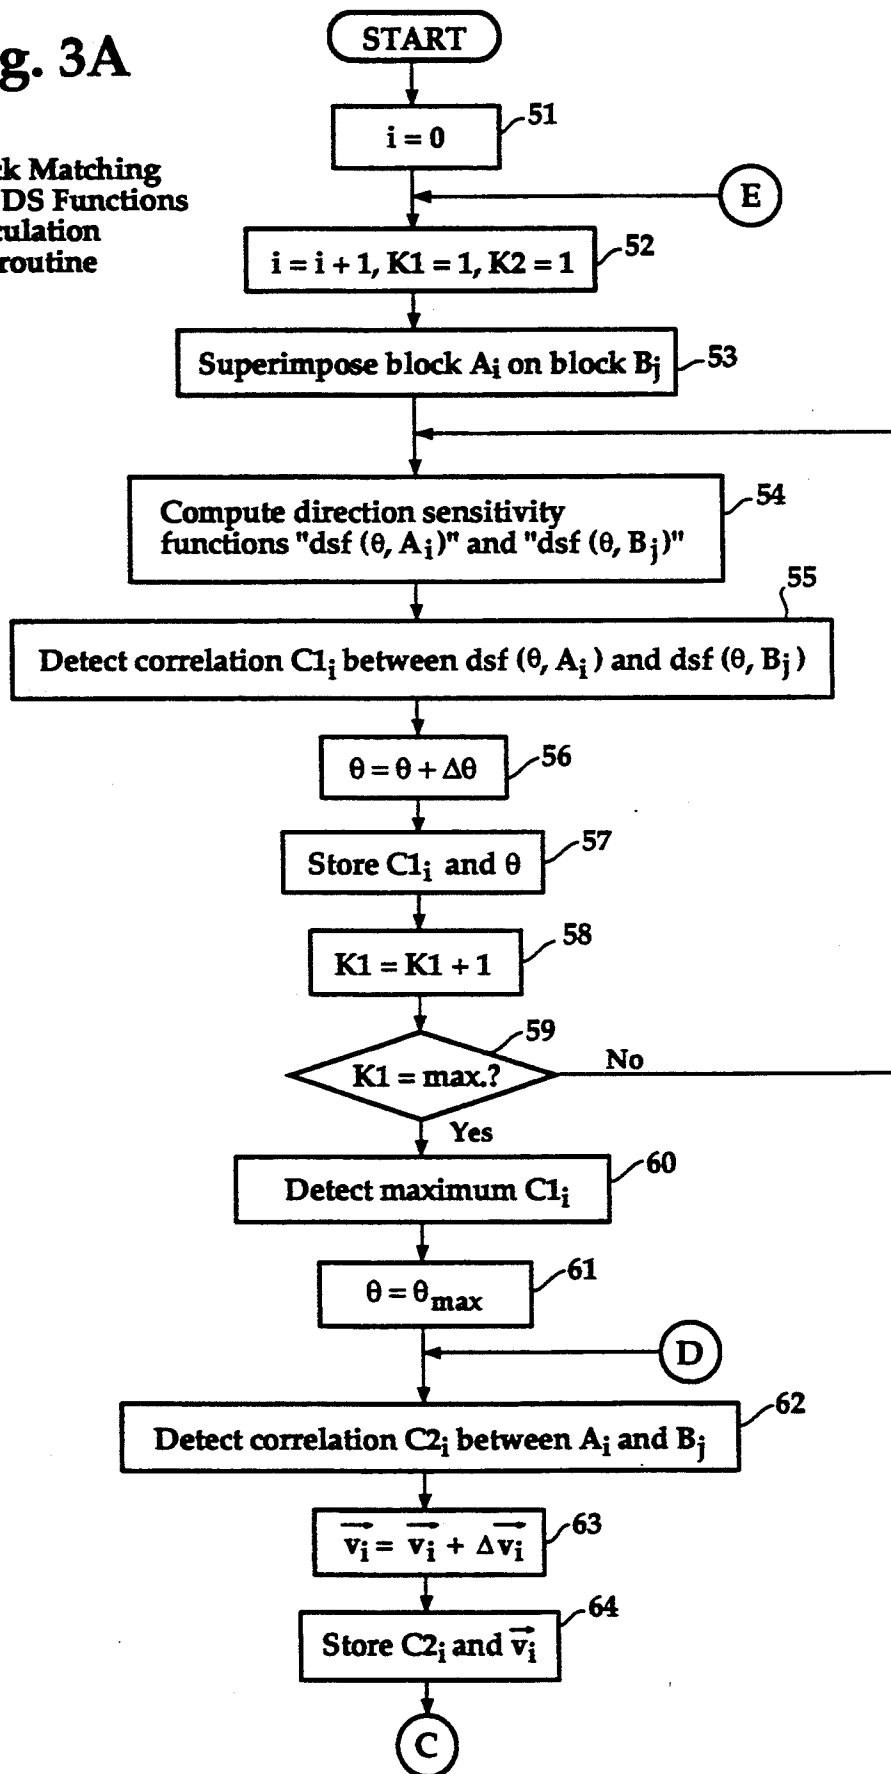 g. 3A
START
51
i = 0
ck Matching
DS Functions
culation
routine
E
52
i = i + 1, K1 = 1, K2 = 1
53
Superimpose block Ai on block Bj
54
Compute direction sensitivity
functions "dsf (θ, Ai)" and "dsf (θ, Bj)"
55
Detect correlation C1i between dsf (θ, Ai) and dsf (θ, Bj)
56
θ = θ + Δθ
57
Store C1i and θ
58
K1 = K1 + 1
59
K1 = max.?
No
Yes
60
Detect maximum C1i
61
θ = θmax
D
62
Detect correlation C2i between Ai and Bj
63
vi = vi + Δvi
64
Store C2i and vi
C